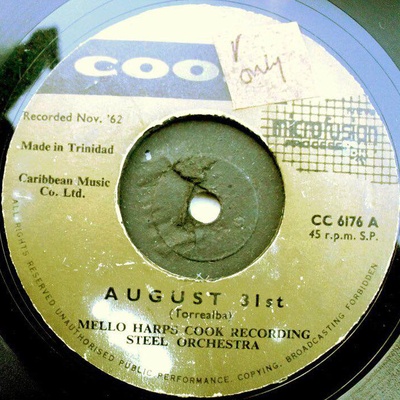 COO
only
Recorded Nov. '62
microfusion
PROCESS
Made in Trinidad
Caribbean Music
Co. Ltd.
CC 6176 A
45 r.p.m. S.P.
AUGUST 31st
(Torrealba)
MELLO HARPS COOK RECORDING
STEEL ORCHESTRA
ALL RIGHTS RESERVED UNAUTHORISED PUBLIC PERFORMANCE. COPYING, BROADCASTING FORBIDDEN